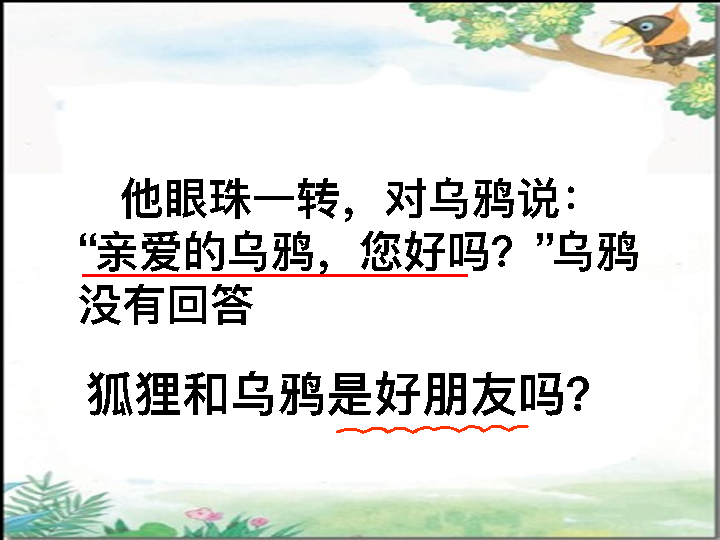 他眼珠一转，对乌鸦说：
“亲爱的乌鸦，您好吗？”乌鸦
没有回答
狐狸和乌鸦是好朋友吗？